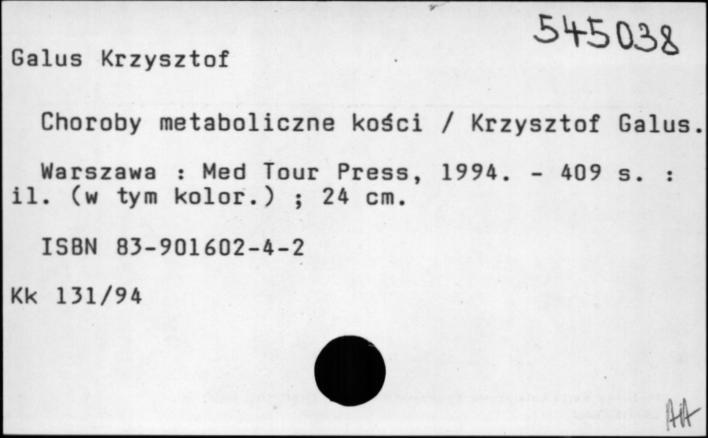 545038
Galus Krzysztof
Choroby metaboliczne kości / Krzysztof Galus.
Warszawa : Med Tour Press, 1994. - 409 s. :
il. (w tym kolor.) ; 24 cm.
ISBN 83-901602-4-2
Kk 131/94